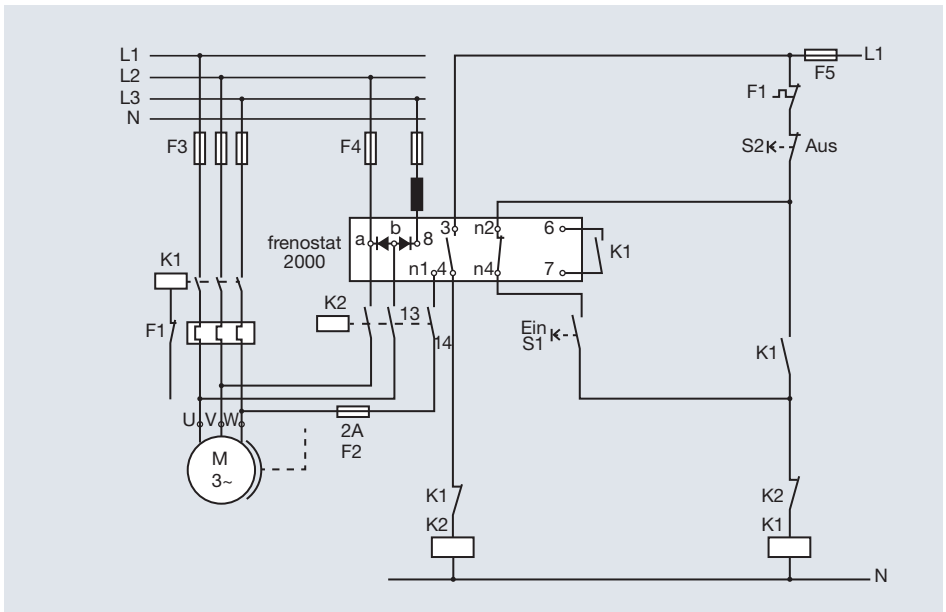 L1
L2
L3
N
F3
F4
L1
F5
F1
S2
Aus
frenostat
2000
a
b
8
3
n2
6
n1
4
n4
7
K1
K1
K2
13
14
F1
Ein
S1
K1
U
V
W
2A
F2
M
3~
K1
K2
K2
K1
N